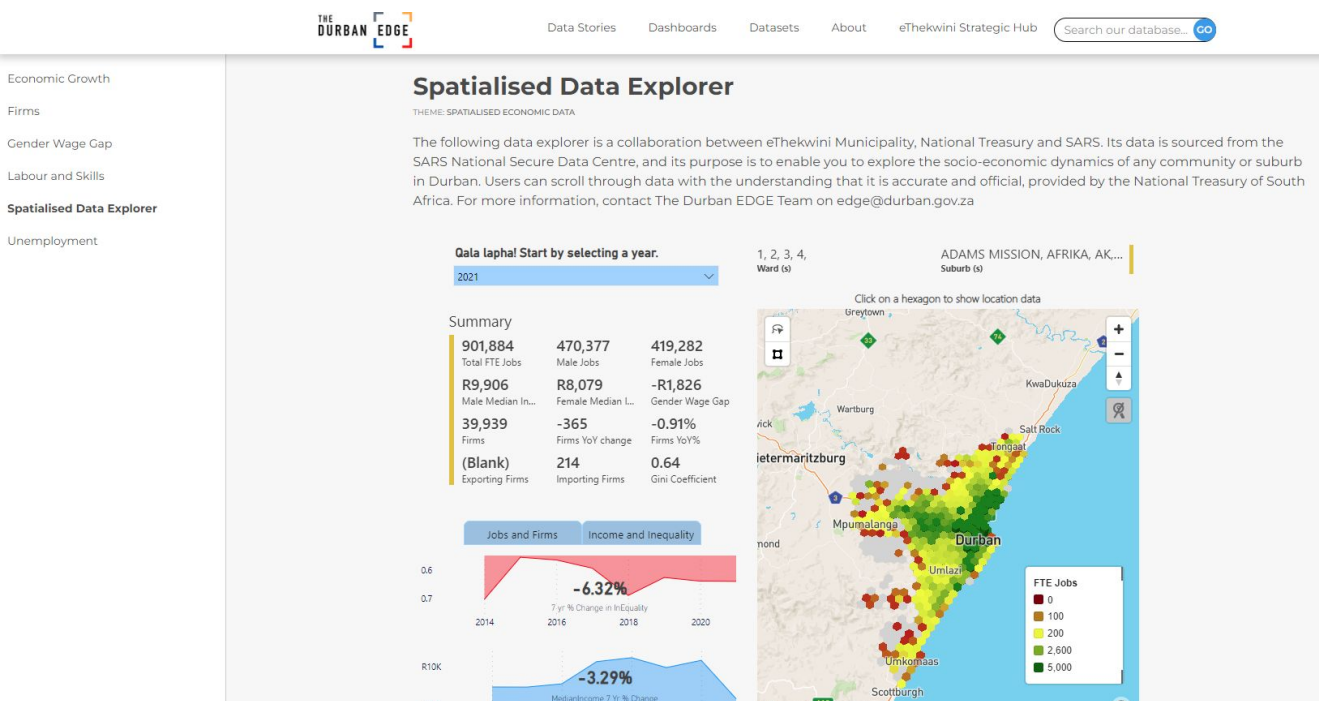 THE
DURBAN EDGE
Data Stories
Dashboards
Datasets
About
eThekwini Strategic Hub
Search our database...
GO
Economic Growth
Firms
Gender Wage Gap
Labour and Skills
Spatialised Data Explorer
Unemployment
Spatialised Data Explorer
THEME: SPATIALISED ECONOMIC DATA
The following data explorer is a collaboration between eThekwini Municipality, National Treasury and SARS. Its data is sourced from the
SARS National Secure Data Centre, and its purpose is to enable you to explore the socio-economic dynamics of any community or suburb
in Durban. Users can scroll through data with the understanding that it is accurate and official, provided by the National Treasury of South
Africa. For more information, contact The Durban EDGE Team on edge@durban.gov.za
Qala lapha! Start by selecting a year.
2021
1, 2, 3, 4,
Ward (s)
ADAMS MISSION, AFRIKA, AK,...
Suburb (s)
Summary
901,884
Total FTE Jobs
470,377
Male Jobs
419,282
Female Jobs
R9,906
Male Median In...
R8,079
Female Median I...
-R1,826
Gender Wage Gap
39,939
Firms
-365
Firms YoY change
-0.91%
Firms YoY%
(Blank)
Exporting Firms
214
Importing Firms
0.64
Gini Coefficient
Jobs and Firms
Income and Inequality
0.6
0.7
-6.32%
7 yr % Change in InEquality
2014
2016
2018
2020
R10K
-3.29%
MedianIncome 7 Yr % Change
Click on a hexagon to show location data
Greytown
33
74
2
KwaDukuza
Wartburg
vick
Salt Rock
Tongaat
ietermaritzburg
3
Mpumalanga
mond
Durban
Umlazi
Umkomaas
Scottburgh
FTE Jobs
0
100
200
2,600
5,000